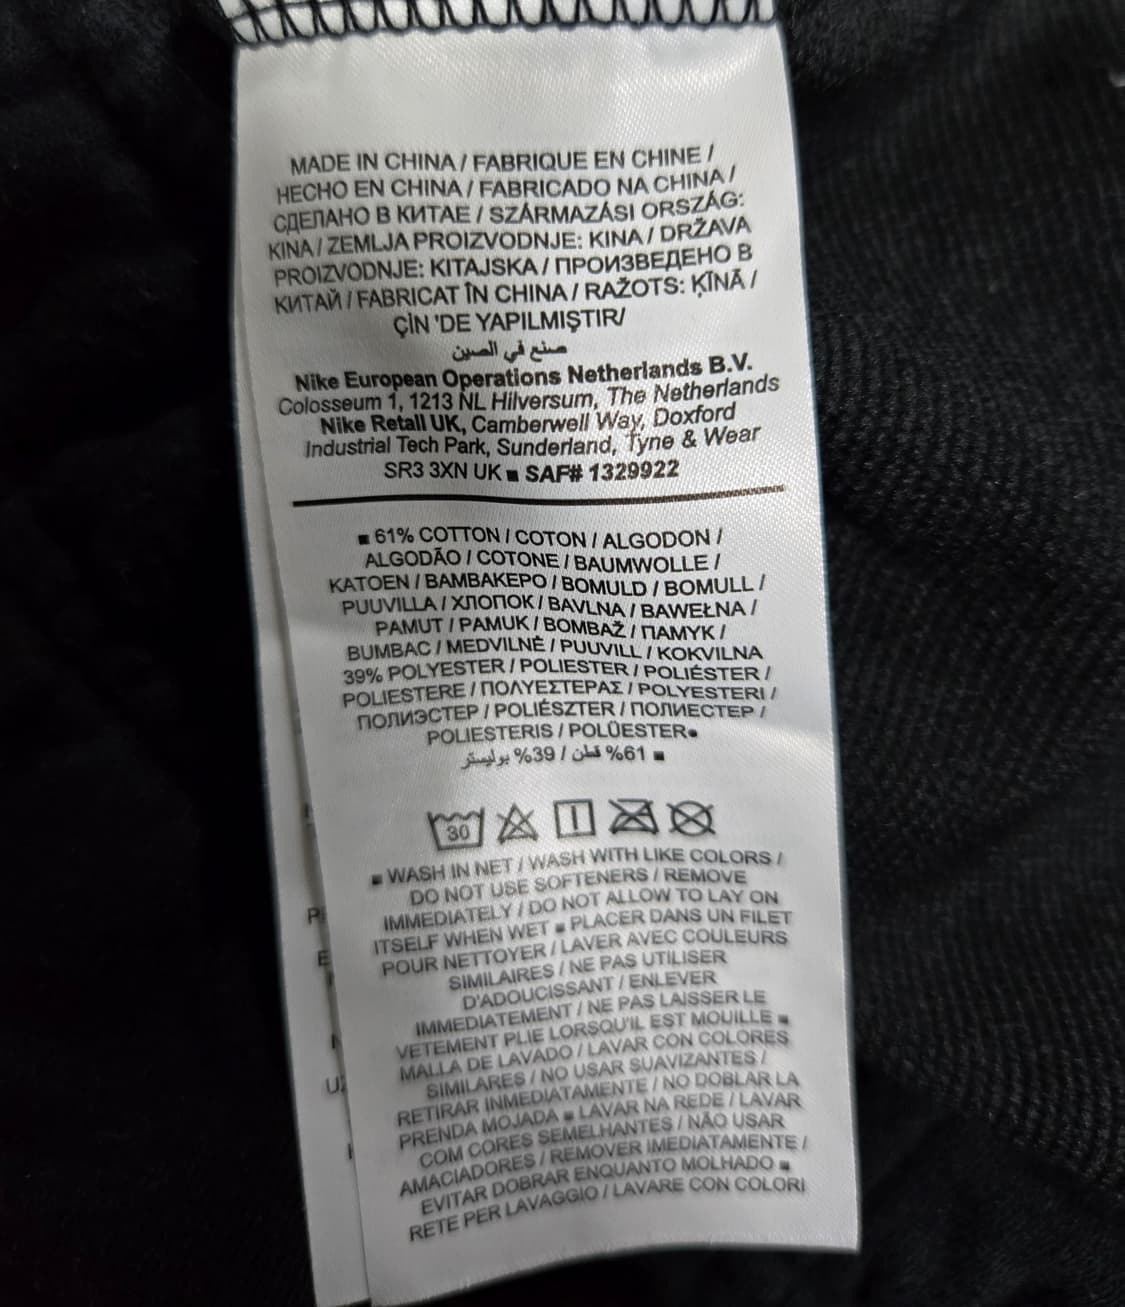 MADE IN CHINA / FABRIQUE EN CHINE /
HECHO EN CHINA / FABRICADO NA CHINA /
СДЕЛАНО В КИТАЕ / SZÁRMAZÁSI ORSZÁG:
KINA / ZEMLJA PROIZVODNJE: KINA / DRŽAVA
PROIZVODNJE: KITAJSKA / ПРОИЗВЕДЕНО В
КИТАЙ / FABRICAT ÎN CHINA / RAŽOTS: ĶĪNĀ /
ÇİN 'DE YAPILMIŞTIR/
صنع في الصين
Nike European Operations Netherlands B.V.
Colosseum 1, 1213 NL Hilversum, The Netherlands
Nike Retail UK, Camberwell Way, Doxford
Industrial Tech Park, Sunderland, Tyne & Wear
SR3 3XN UK ■ SAF# 1329922
■ 61% COTTON / COTON / ALGODON /
ALGODÃO / COTONE / BAUMWOLLE /
KATOEN / ΒΑΜΒΑΚΕΡΟ / BOMULD / BOMULL /
PUUVILLA / ХЛОПОК / BAVLNA / BAWEŁNA /
PAMUT / PAMUK / BOMBAŽ / ПАМУК /
BUMBAC / MEDVILNĖ / PUUVILL / KOKVILNA
39% POLYESTER / POLIESTER / POLIÉSTER /
POLIESTERE / ΠΟΛΥΕΣΤΕΡΑΣ / POLYESTERI /
ПОЛИЭСТЕР / POLIÉSZTER / ПОЛИЕСТЕР /
POLIESTERIS / POLÜESTER■
■ 61% قطن / 39% بوليستر
30
■ WASH IN NET / WASH WITH LIKE COLORS /
DO NOT USE SOFTENERS / REMOVE
IMMEDIATELY / DO NOT ALLOW TO LAY ON
ITSELF WHEN WET ■ PLACER DANS UN FILET
POUR NETTOYER / LAVER AVEC COULEURS
SIMILAIRES / NE PAS UTILISER
D'ADOUCISSANT / ENLEVER
IMMEDIATEMENT / NE PAS LAISSER LE
VETEMENT PLIE LORSQU'IL EST MOUILLE ■
MALLA DE LAVADO / LAVAR CON COLORES
SIMILARES / NO USAR SUAVIZANTES /
RETIRAR INMEDIATAMENTE / NO DOBLAR LA
PRENDA MOJADA ■ LAVAR NA REDE / LAVAR
COM CORES SEMELHANTES / NÃO USAR
AMACIADORES / REMOVER IMEDIATAMENTE /
EVITAR DOBRAR ENQUANTO MOLHADO ■
RETE PER LAVAGGIO / LAVARE CON COLORI